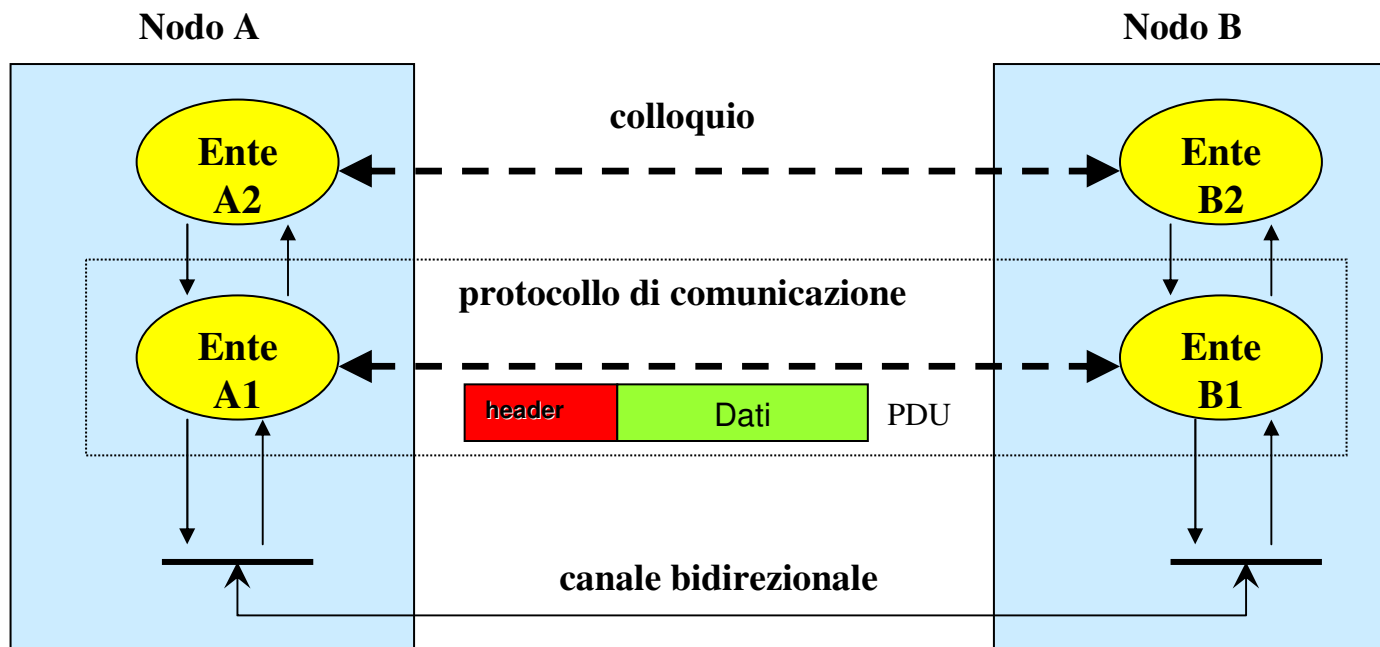 Nodo A
Nodo B
colloquio
Ente
A2
Ente
B2
protocollo di comunicazione
Ente
A1
Ente
B1
header
Dati
PDU
canale bidirezionale